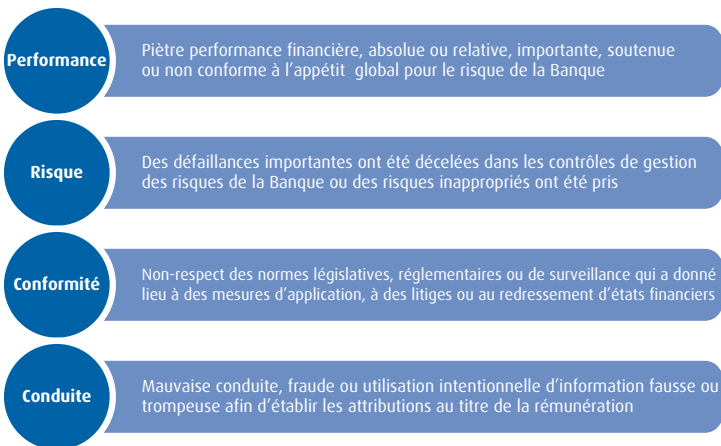 Performance
Piètre performance financière, absolue ou relative, importante, soutenue
ou non conforme à l'appétit global pour le risque de la Banque
Risque
Des défaillances importantes ont été décelées dans les contrôles de gestion
des risques de la Banque ou des risques inappropriés ont été pris
Conformité
Non-respect des normes législatives, réglementaires ou de surveillance qui a donné
lieu à des mesures d'application, à des litiges ou au redressement d'états financiers
Conduite
Mauvaise conduite, fraude ou utilisation intentionnelle d'information fausse ou
trompeuse afin d'établir les attributions au titre de la rémunération